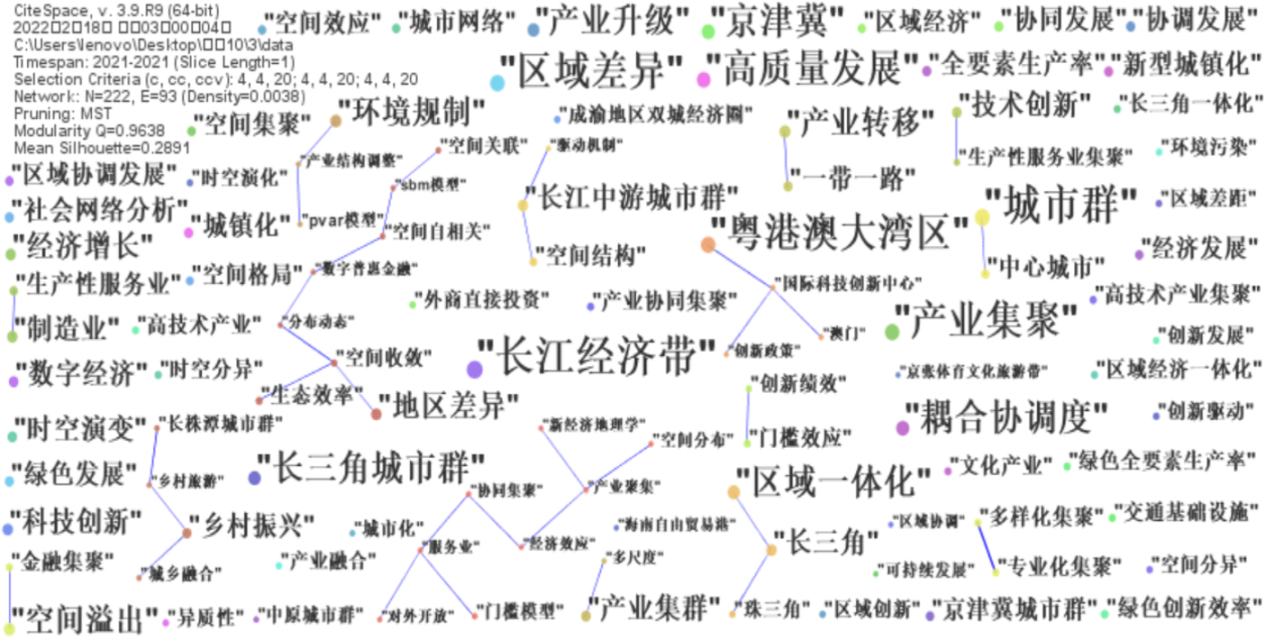 CiteSpace, v. 3.9.R9 (64-bit)
2022□2□18□ □□03□00□04□
C:\Users\lenovo\Desktop\□□10\3\data
Timespan: 2021-2021 (Slice Length=1)
Selection Criteria (c, cc, ccv): 4, 4, 20; 4, 4, 20; 4, 4, 20
Network: N=222, E=93 (Density=0.0038)
Pruning: MST
Modularity Q=0.9638
Mean Silhouette=0.2891
"空间效应"
"城市网络"
"产业升级"
"京津冀"
"区域经济"
"协同发展"
"协调发展"
"区域差异"
"高质量发展"
"全要素生产率"
"新型城镇化"
"环境规制"
"空间集聚"
"成渝地区双城经济圈"
"产业转移"
"技术创新"
"长三角一体化"
"产业结构调整"
"空间关联"
"驱动机制"
"生产性服务业集聚"
"环境污染"
"区域协调发展"
"时空演化"
"sbm模型"
"一带一路"
"长江中游城市群"
"城市群"
"区域差距"
"社会网络分析"
"城镇化"
"pvar模型"
"空间自相关"
"粤港澳大湾区"
"经济增长"
"空间结构"
"经济发展"
"生产性服务业"
"空间格局"
"数字普惠金融"
"中心城市"
"国际科技创新中心"
"外商直接投资"
"产业协同集聚"
"高技术产业集聚"
"制造业"
"高技术产业"
"分布动态"
"产业集聚"
"澳门"
"创新发展"
"长江经济带"
"创新政策"
"空间收敛"
"数字经济"
"时空分异"
"京张体育文化旅游带"
"区域经济一体化"
"创新绩效"
"生态效率"
"地区差异"
"耦合协调度"
"创新驱动"
"时空演变"
"长株潭城市群"
"新经济地理学"
"空间分布"
"门槛效应"
"绿色发展"
"乡村旅游"
"长三角城市群"
"协同集聚"
"产业聚集"
"区域一体化"
"文化产业"
"绿色全要素生产率"
"科技创新"
"乡村振兴"
"城市化"
"海南自由贸易港"
"区域协调"
"多样化集聚"
"交通基础设施"
"服务业"
"经济效应"
"长三角"
"金融集聚"
"城乡融合"
"产业融合"
"多尺度"
"可持续发展"
"专业化集聚"
"空间分异"
"空间溢出"
"异质性"
"中原城市群"
"对外开放"
"门槛模型"
"产业集群"
"珠三角"
"区域创新"
"京津冀城市群"
"绿色创新效率"